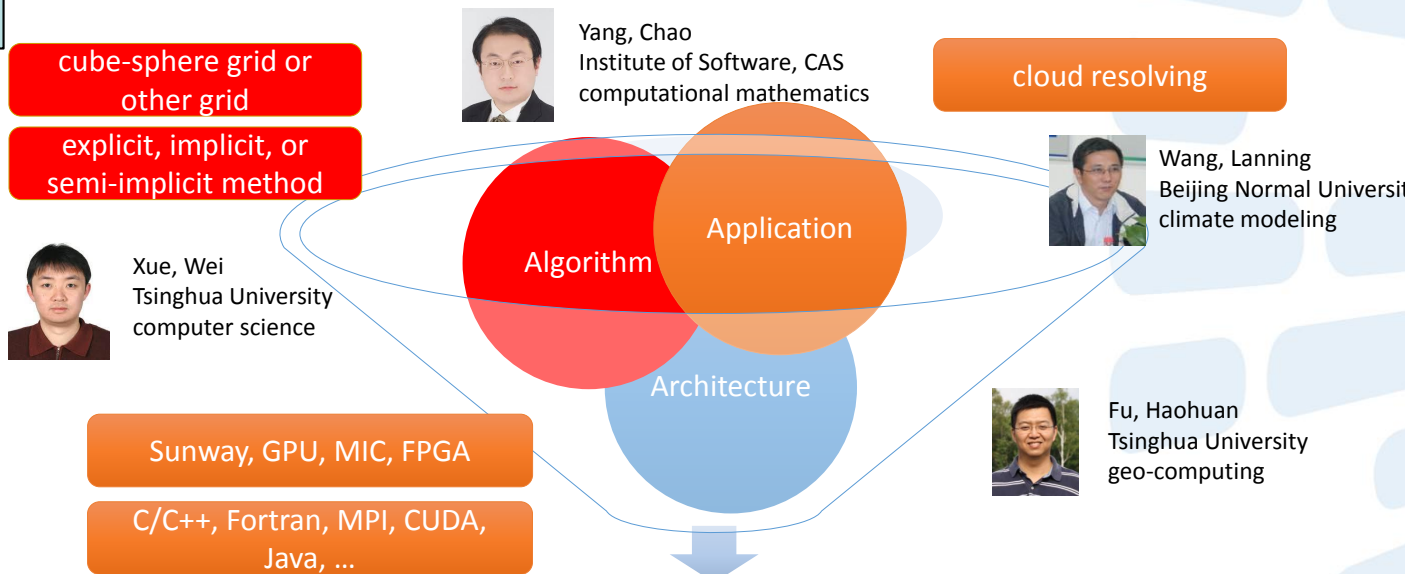 cube-sphere grid or
other grid
explicit, implicit, or
semi-implicit method
Yang, Chao
Institute of Software, CAS
computational mathematics
cloud resolving
Wang, Lanning
Beijing Normal Universit
climate modeling
Xue, Wei
Tsinghua University
computer science
Algorithm
Application
Architecture
Fu, Haohuan
Tsinghua University
geo-computing
Sunway, GPU, MIC, FPGA
C/C++, Fortran, MPI, CUDA,
Java, …